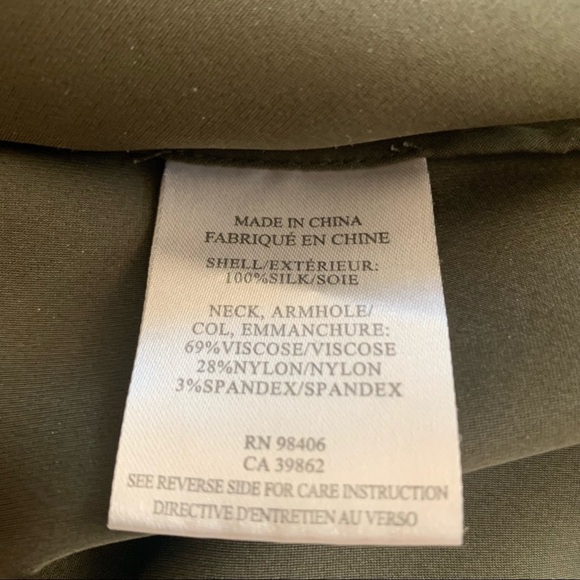 MADE IN CHINA
FABRIQUÉ EN CHINE
SHELL/EXTÉRIEUR:
100%SILK/SOIE
NECK, ARMHOLE/
COL, EMMANCHURE:
69%VISCOSE/VISCOSE
28%NYLON/NYLON
3%SPANDEX/SPANDEX
RN 98406
CA 39862
SEE REVERSE SIDE FOR CARE INSTRUCTION
DIRECTIVE D'ENTRETIEN AU VERSO